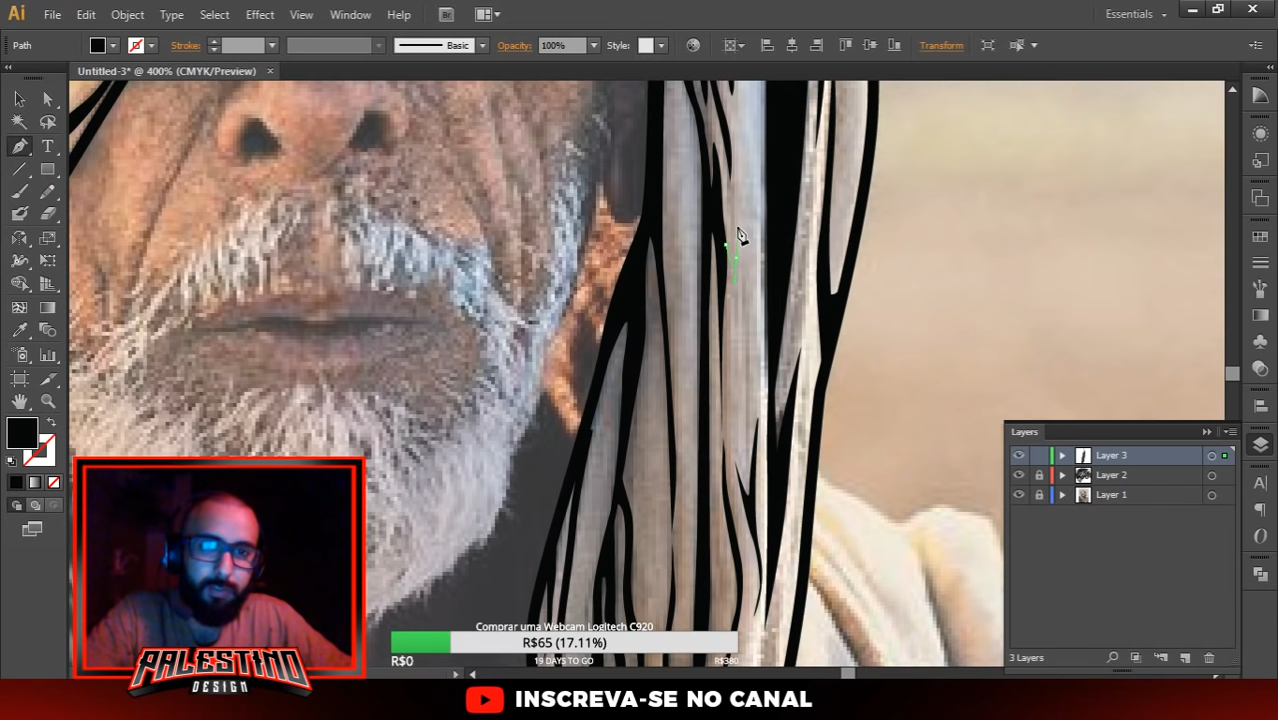 Ai File Edit Object Type Select Effect View Window Help Br Essentials
Path Stroke: Basic Opacity: 100% Style: Transform
Untitled-3* @ 400% (CMYK/Preview) ×
Layers
Layer 3
Layer 2
Layer 1
3 Layers
Comprar uma Webcam Logitech C920
R$65 (17.11%)
R$0 19 DAYS TO GO R$380
PALESTINO
DESIGN
INSCREVA-SE NO CANAL